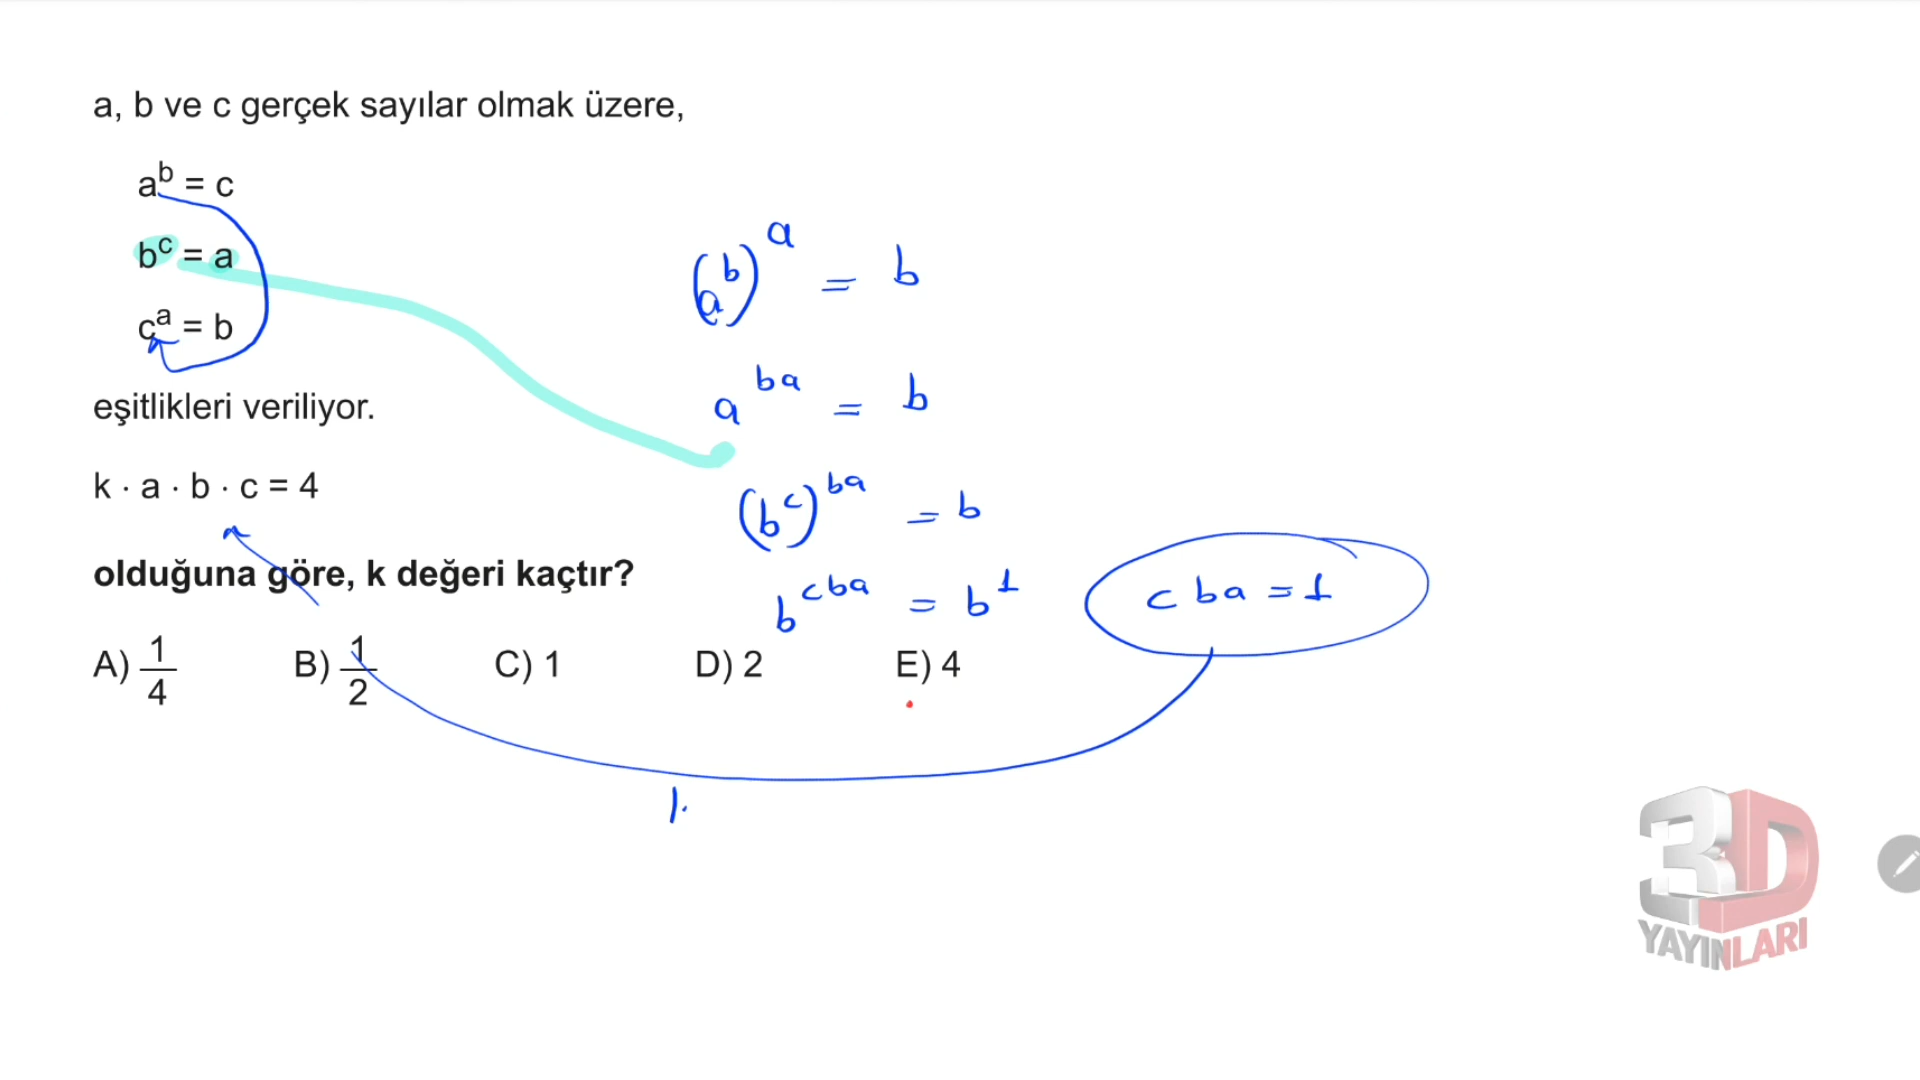 a, b ve c gerçek sayılar olmak üzere,
a^b = c
b^c = a
c^a = b
eşitlikleri veriliyor.
k · a · b · c = 4
olduğuna göre, k değeri kaçtır?
A) 1/4 B) 1/2 C) 1 D) 2 E) 4
(a^b)^a = b
a^ba = b
(b^c)^ba = b
b^cba = b^1
cba = 1
3D
YAYINLARI